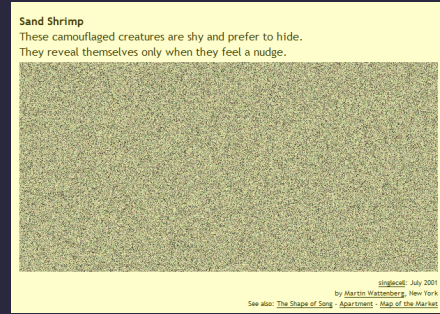 Sand Shrimp
These camouflaged creatures are shy and prefer to hide.
They reveal themselves only when they feel a nudge.
singlecell: July 2001
by Martin Wattenberg, New York
See also: The Shape of Song - Apartment - Map of the Market